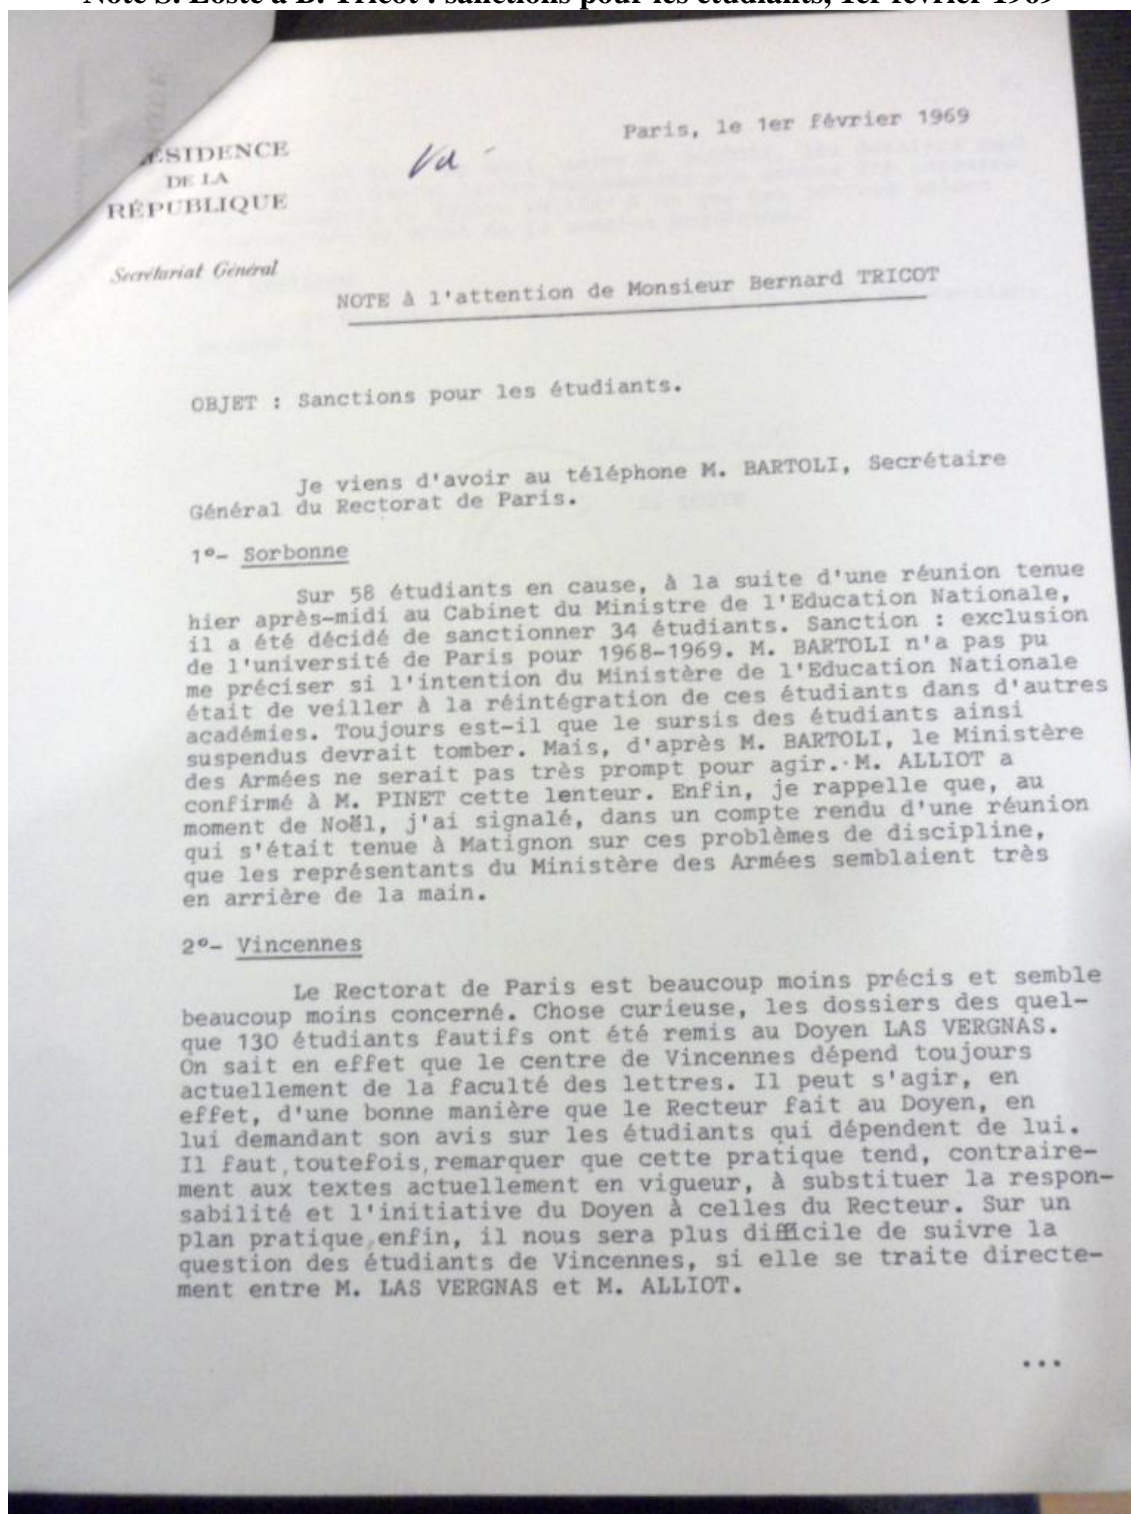 Note S. Loste à B. Tricot : sanctions pour les étudiants, 1er février 1969
Paris, le 1er février 1969
ÉSIDENCE
DE LA
RÉPUBLIQUE
Vu
Secrétariat Général
NOTE à l'attention de Monsieur Bernard TRICOT
OBJET : Sanctions pour les étudiants.
Je viens d'avoir au téléphone M. BARTOLI, Secrétaire
Général du Rectorat de Paris.
1°- Sorbonne
Sur 58 étudiants en cause, à la suite d'une réunion tenue
hier après-midi au Cabinet du Ministre de l'Education Nationale,
il a été décidé de sanctionner 34 étudiants. Sanction : exclusion
de l'université de Paris pour 1968-1969. M. BARTOLI n'a pas pu
me préciser si l'intention du Ministère de l'Education Nationale
était de veiller à la réintégration de ces étudiants dans d'autres
académies. Toujours est-il que le sursis des étudiants ainsi
suspendus devrait tomber. Mais, d'après M. BARTOLI, le Ministère
des Armées ne serait pas très prompt pour agir. M. ALLIOT a
confirmé à M. PINET cette lenteur. Enfin, je rappelle que, au
moment de Noël, j'ai signalé, dans un compte rendu d'une réunion
qui s'était tenue à Matignon sur ces problèmes de discipline,
que les représentants du Ministère des Armées semblaient très
en arrière de la main.
2°- Vincennes
Le Rectorat de Paris est beaucoup moins précis et semble
beaucoup moins concerné. Chose curieuse, les dossiers des quel-
que 130 étudiants fautifs ont été remis au Doyen LAS VERGNAS.
On sait en effet que le centre de Vincennes dépend toujours
actuellement de la faculté des lettres. Il peut s'agir, en
effet, d'une bonne manière que le Recteur fait au Doyen, en
lui demandant son avis sur les étudiants qui dépendent de lui.
Il faut, toutefois, remarquer que cette pratique tend, contraire-
ment aux textes actuellement en vigueur, à substituer la respon-
sabilité et l'initiative du Doyen à celles du Recteur. Sur un
plan pratique, enfin, il nous sera plus difficile de suivre la
question des étudiants de Vincennes, si elle se traite directe-
ment entre M. LAS VERGNAS et M. ALLIOT.
...